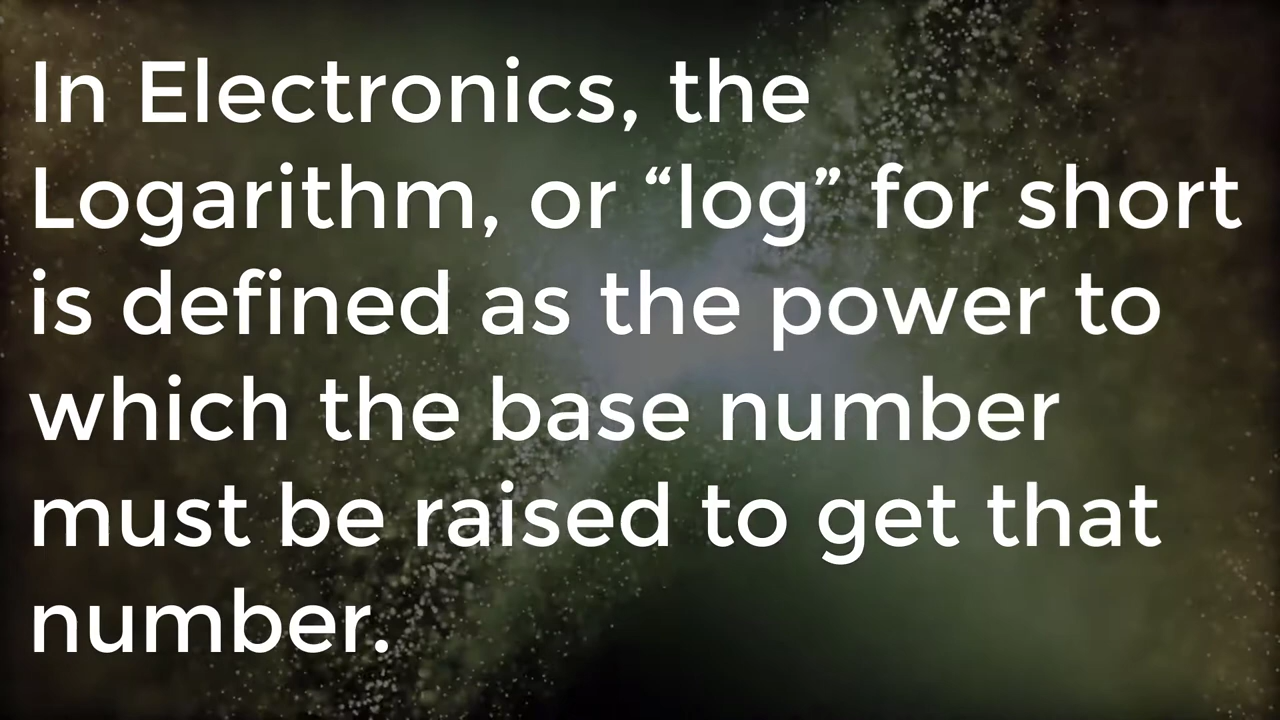 In Electronics, the
Logarithm, or “log” for short
is defined as the power to
which the base number
must be raised to get that
number.